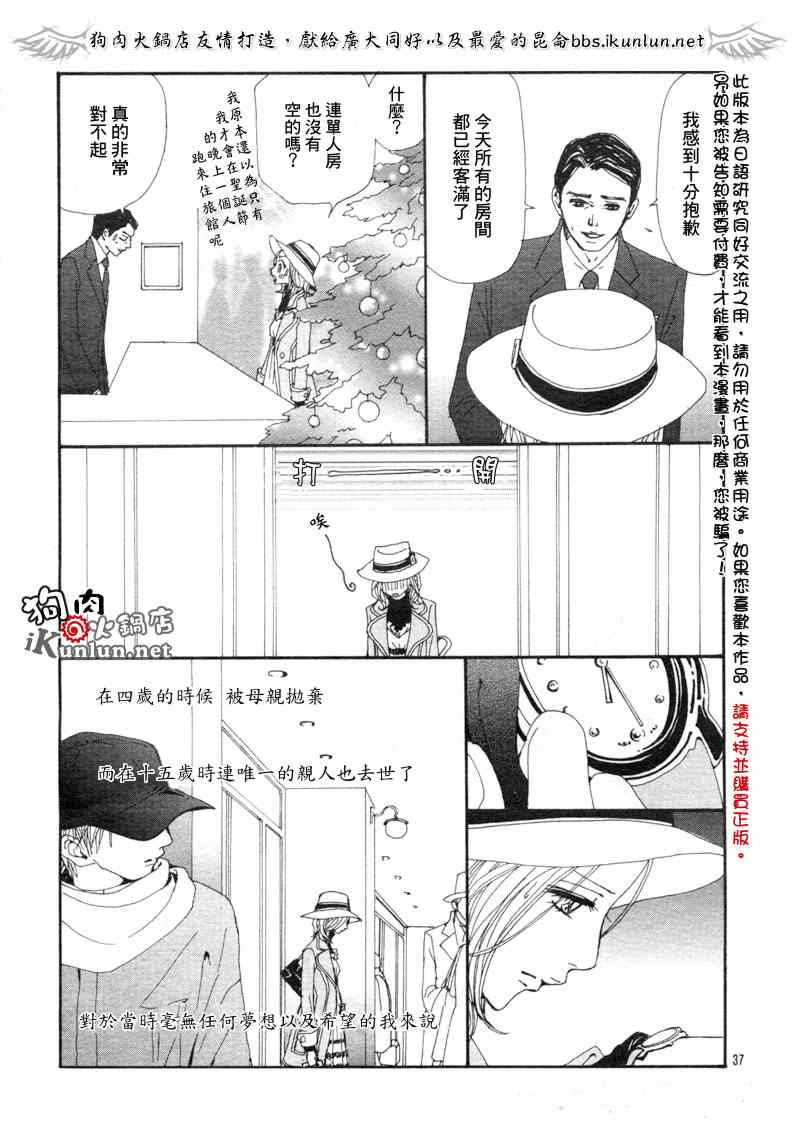 狗肉火鍋店友情打造，獻給廣大同好以及最愛的昆侖bbs.ikunlun.net
此版本為日語研究同好交流之用，請勿用於任何商業用途。如果您喜歡本作品，請支持並購買正版。
另如果您被告知需要付費，才能看到本漫畫，那麼，您被騙了！
我感到十分抱歉
今天所有的房間
都已經客滿了
什麼？
連單人房
也沒有
空的嗎？
我原本還以為只有
我才會在聖誕節
的晚上一個人
跑來住旅館
呢
真的非常
對不起
打開
唉
狗肉
火鍋店
iKunlun.net
在四歲的時候 被母親拋棄
而在十五歲時連唯一的親人也去世了
對於當時毫無任何夢想以及希望的我來說
37